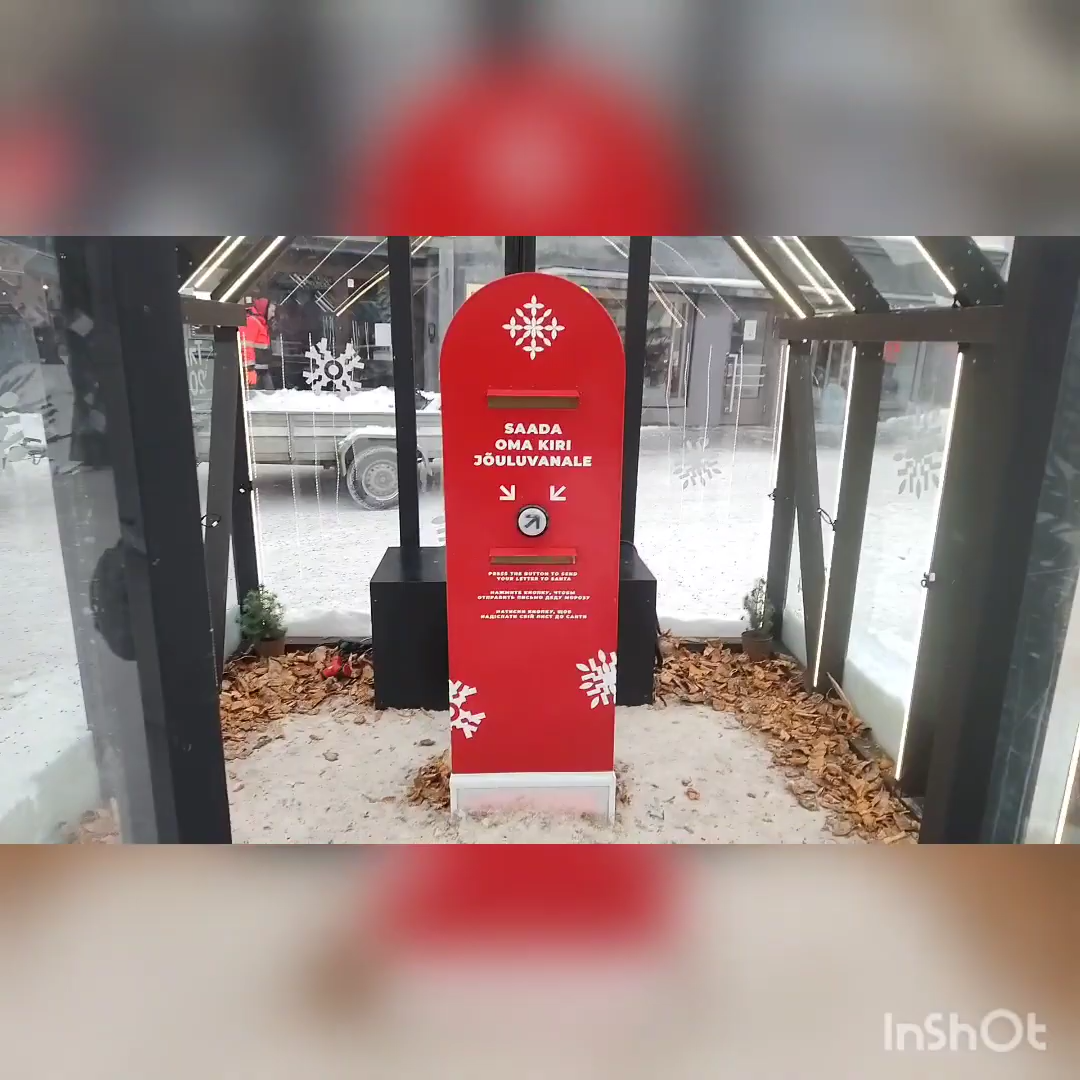 SAADA
OMA KIRI
JÕULUVANALE
PRESS THE BUTTON TO SEND
YOUR LETTER TO SANTA
НАЖМИТЕ КНОПКУ, ЧТОБЫ
ОТПРАВИТЬ ПИСЬМО ДЕДУ МОРОЗУ
НАТИСНИ КНОПКУ, ЩОБ
НАДІСЛАТИ СВІЙ ЛИСТ ДО САНТИ
InShOt